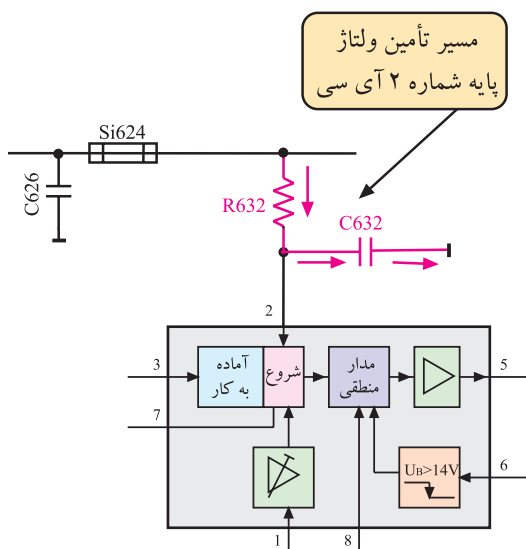 مسیر تأمین ولتاژ
پایه شماره ۲ آی سی
Si624
C626
R632
C632
2
3
آماده
به کار
شروع
مدار
منطقی
5
7
UB>14V
6
1
8